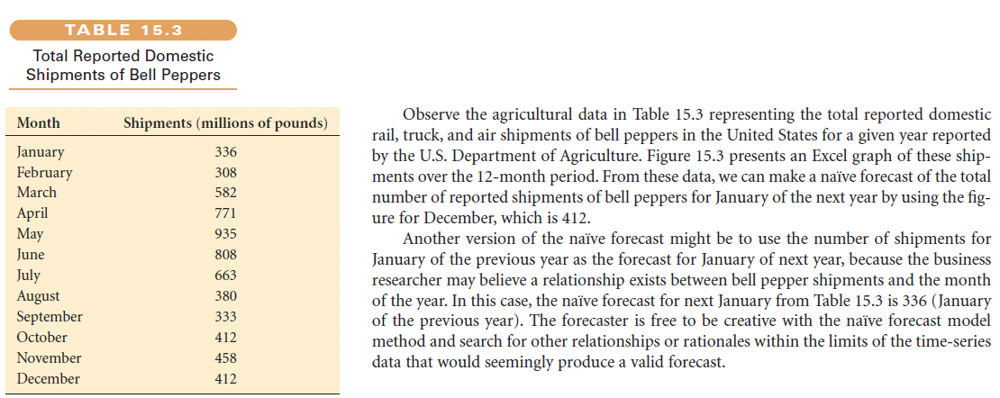 TABLE 15.3
Total Reported Domestic
Shipments of Bell Peppers
Month Shipments (millions of pounds)
January 336
February 308
March 582
April 771
May 935
June 808
July 663
August 380
September 333
October 412
November 458
December 412
Observe the agricultural data in Table 15.3 representing the total reported domestic
rail, truck, and air shipments of bell peppers in the United States for a given year reported
by the U.S. Department of Agriculture. Figure 15.3 presents an Excel graph of these ship-
ments over the 12-month period. From these data, we can make a naïve forecast of the total
number of reported shipments of bell peppers for January of the next year by using the fig-
ure for December, which is 412.
Another version of the naïve forecast might be to use the number of shipments for
January of the previous year as the forecast for January of next year, because the business
researcher may believe a relationship exists between bell pepper shipments and the month
of the year. In this case, the naïve forecast for next January from Table 15.3 is 336 (January
of the previous year). The forecaster is free to be creative with the naïve forecast model
method and search for other relationships or rationales within the limits of the time-series
data that would seemingly produce a valid forecast.